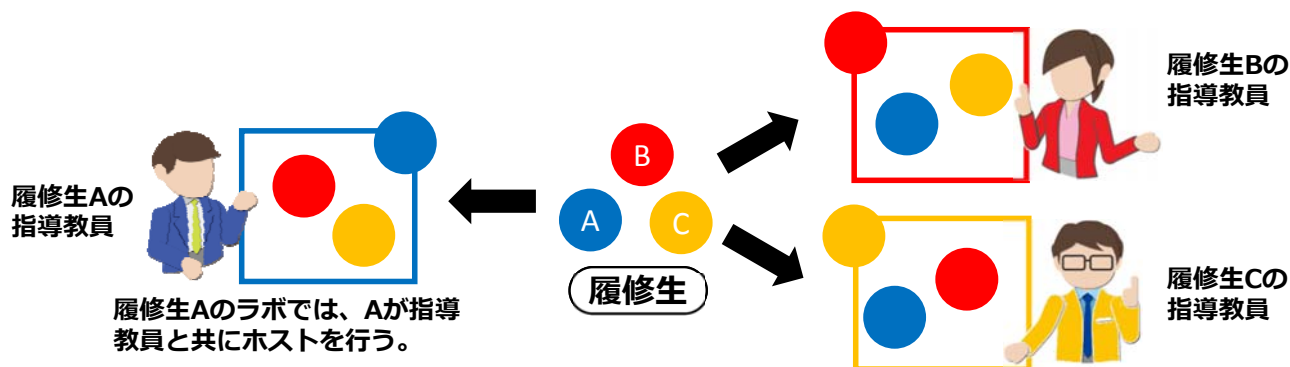 履修生Aの
指導教員
履修生Aのラボでは、Aが指導
教員と共にホストを行う。
B
A
C
履修生
履修生Bの
指導教員
履修生Cの
指導教員